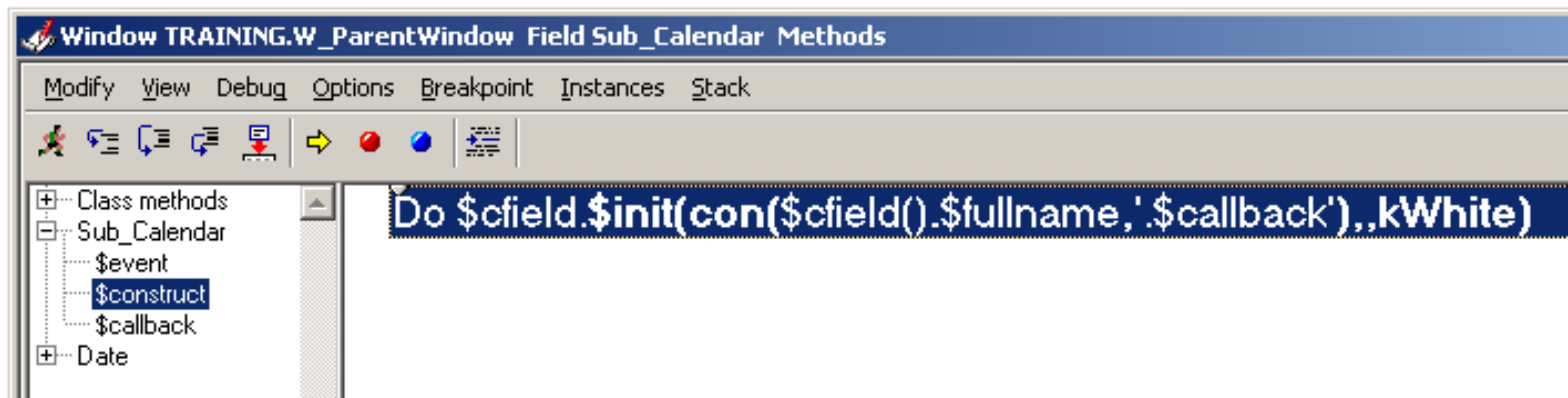 Window TRAINING.W_ParentWindow Field Sub_Calendar Methods
Modify View Debug Options Breakpoint Instances Stack
Class methods
Sub_Calendar
$event
$construct
$callback
Date
Do $cfield.$init(con($cfield().$fullname,'.$callback'),,kWhite)